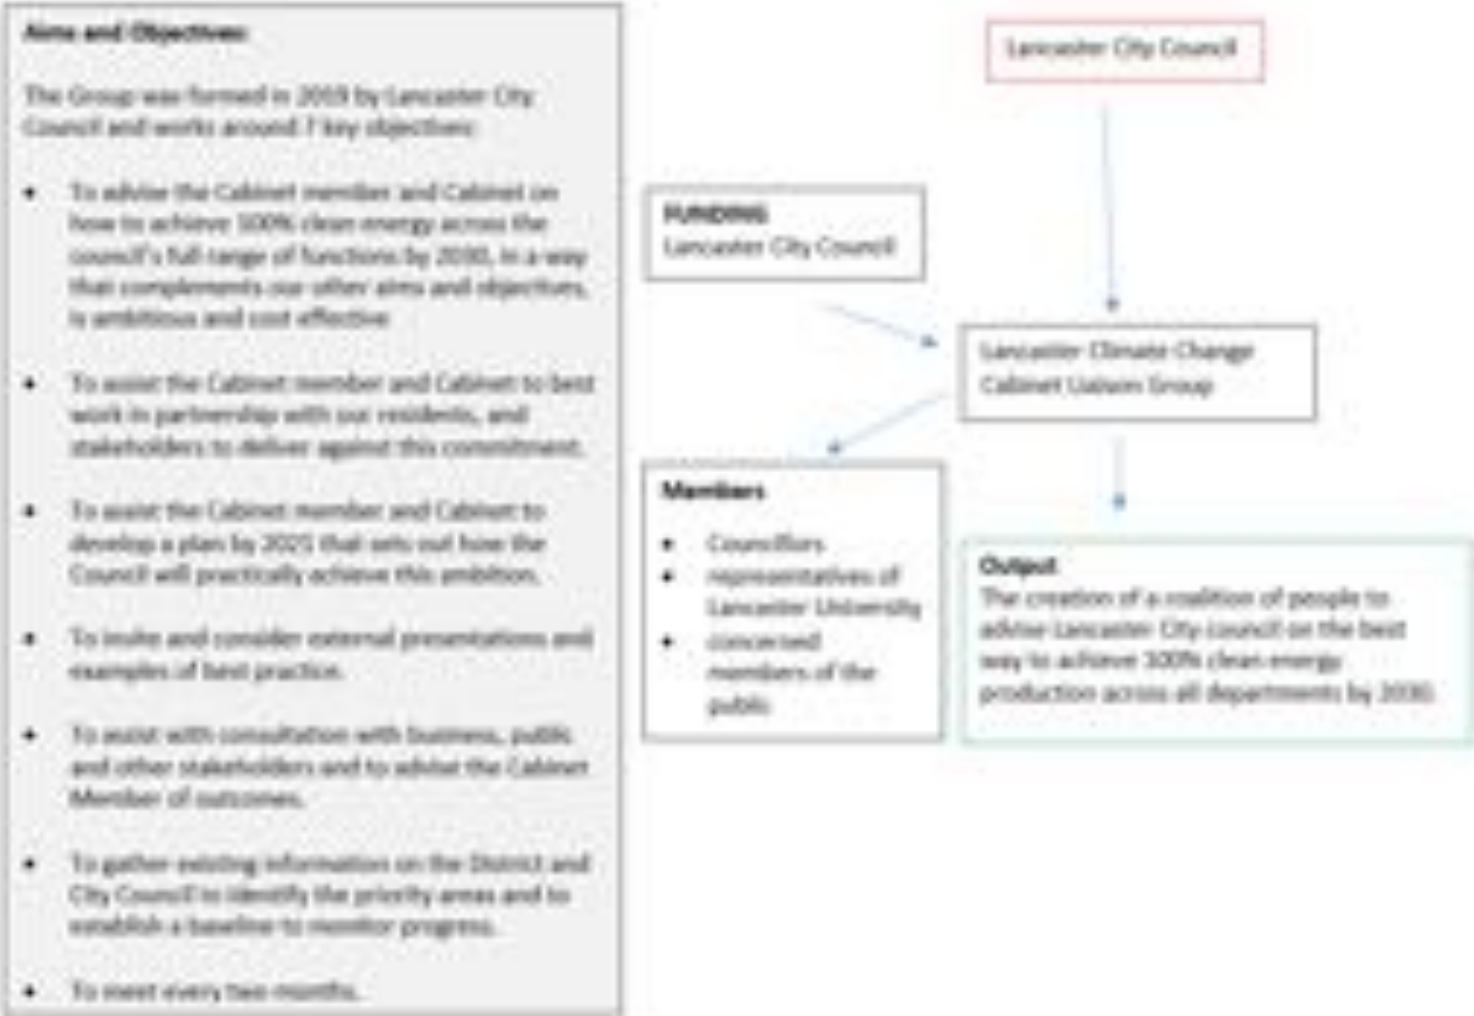 Aims and Objectives:
The Group was formed in 2019 by Lancaster City
Council and works around 7 key objectives:
• To advise the Cabinet member and Cabinet on
how to achieve 100% clean energy across the
council's full range of functions by 2030, in a way
that complements our other aims and objectives,
is ambitious and cost effective
• To assist the Cabinet member and Cabinet to best
work in partnership with our residents, and
stakeholders to deliver against this commitment.
• To assist the Cabinet member and Cabinet to
develop a plan by that sets out how the
Council will practically achieve this ambition.
• To invite and consider external presentations and
examples of best practice.
• To assist with consultation with business, public
and other stakeholders and to advise the Cabinet
Member of outcomes.
• To gather existing information on the District and
City Council to identify the priority areas and to
establish a baseline to monitor progress.
• To meet every two months.
Lancaster City Council
FUNDING
Lancaster City Council
Lancaster Climate Change
Cabinet Liaison Group
Members
• Councillors
• representatives of
Lancaster University
• concerned
members of the
public
Output
The creation of a coalition of people to
advise Lancaster City council on the best
way to achieve 100% clean energy
production across all departments by 2030.